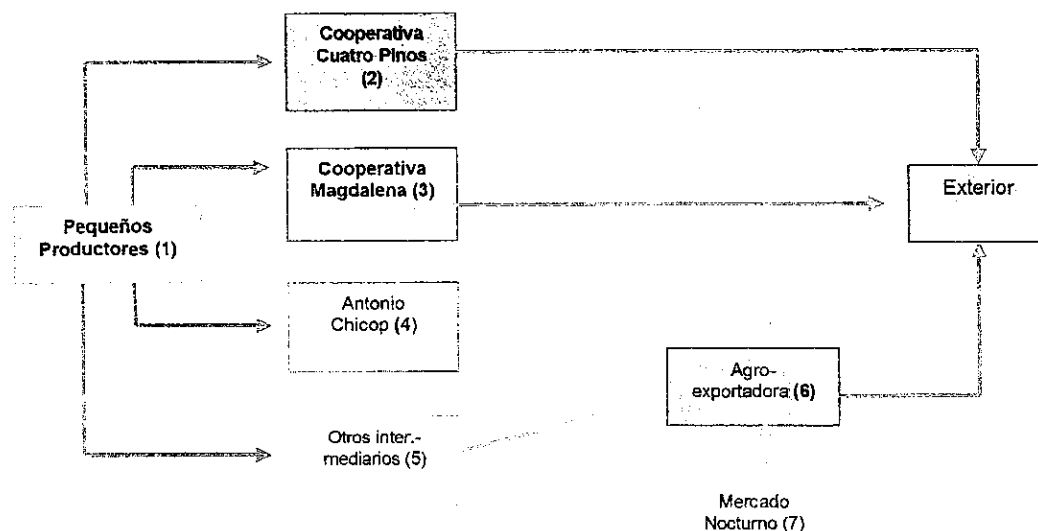 Cooperativa
Cuatro Pinos
(2)
Cooperativa
Magdalena (3)
Exterior
Pequeños
Productores (1)
Antonio
Chicop (4)
Agro-
exportadora (6)
Otros inter.-
mediarios (5)
Mercado
Nocturno (7)